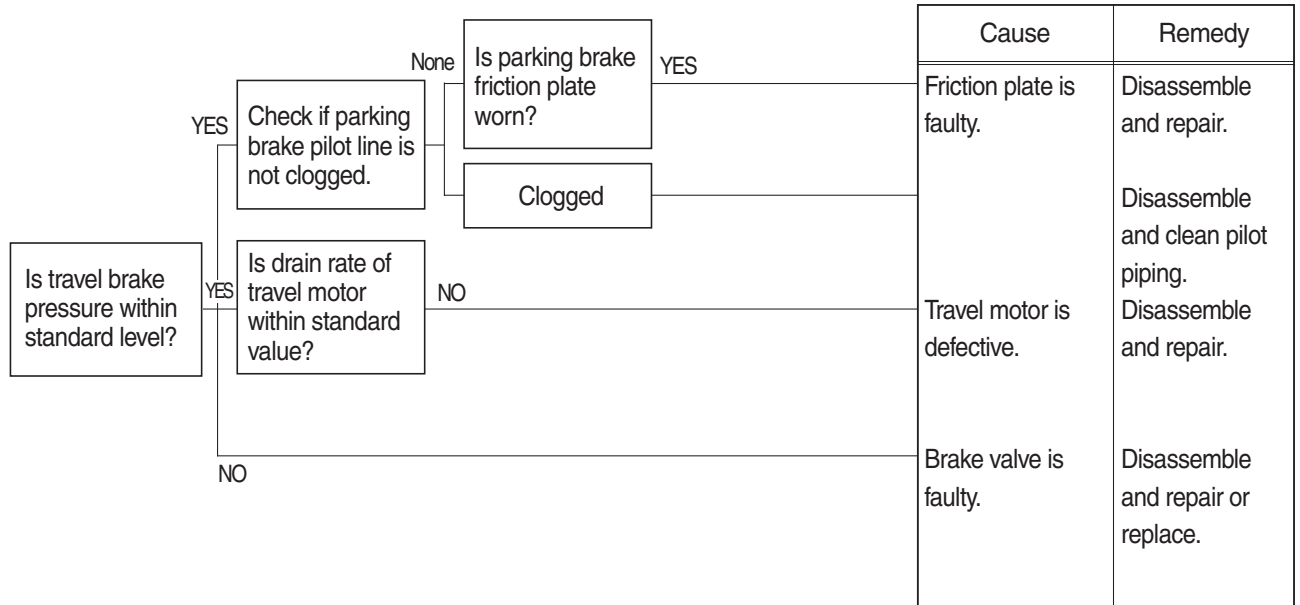 None
Is parking brake
friction plate
worn?
YES
YES
Check if parking
brake pilot line is
not clogged.
Clogged
Is travel brake
pressure within
standard level?
YES
Is drain rate of
travel motor
within standard
value?
NO
NO
Cause
Remedy
Friction plate is
faulty.
Disassemble
and repair.
Disassemble
and clean pilot
piping.
Travel motor is
defective.
Disassemble
and repair.
Brake valve is
faulty.
Disassemble
and repair or
replace.